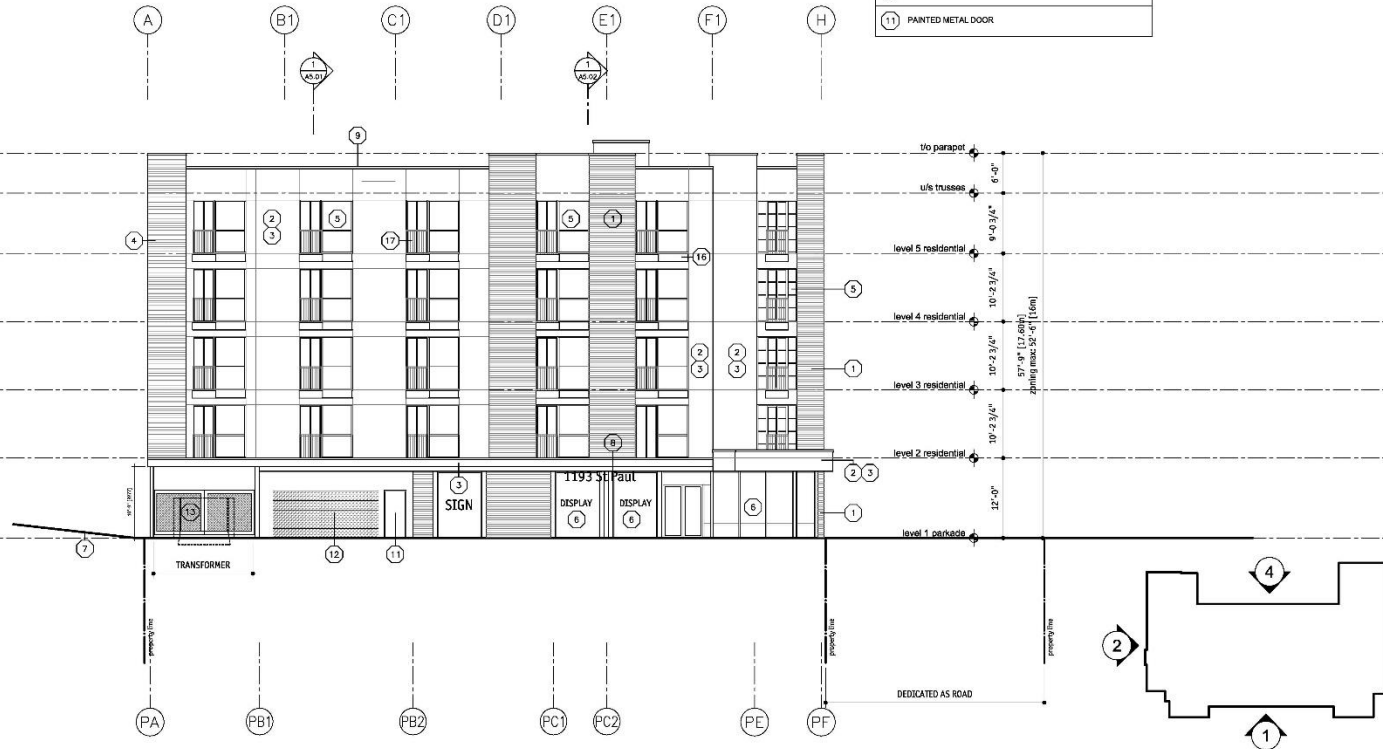 A B1 C1 D1 E1 F1 H
11 PAINTED METAL DOOR
1
A5.01
1
A5.02
9
t/o parapet
6'-0"
u/s trusses
2
3
5
5
1
17
4
9'-0 3/4"
16
level 5 residential
5
10'-2 3/4"
level 4 residential
57'-9" [17.60m]
zoning max: 52'-6" [16m]
2
3
2
3
1
10'-2 3/4"
level 3 residential
10'-2 3/4"
8
level 2 residential
2 3
1193 St Paul
3
SIGN
DISPLAY
6
DISPLAY
6
6
13
1
12'-0"
level 1 parkade
7
12
11
TRANSFORMER
4
property line
property line
property line
2
DEDICATED AS ROAD
PA PB1 PB2 PC1 PC2 PE PF
1